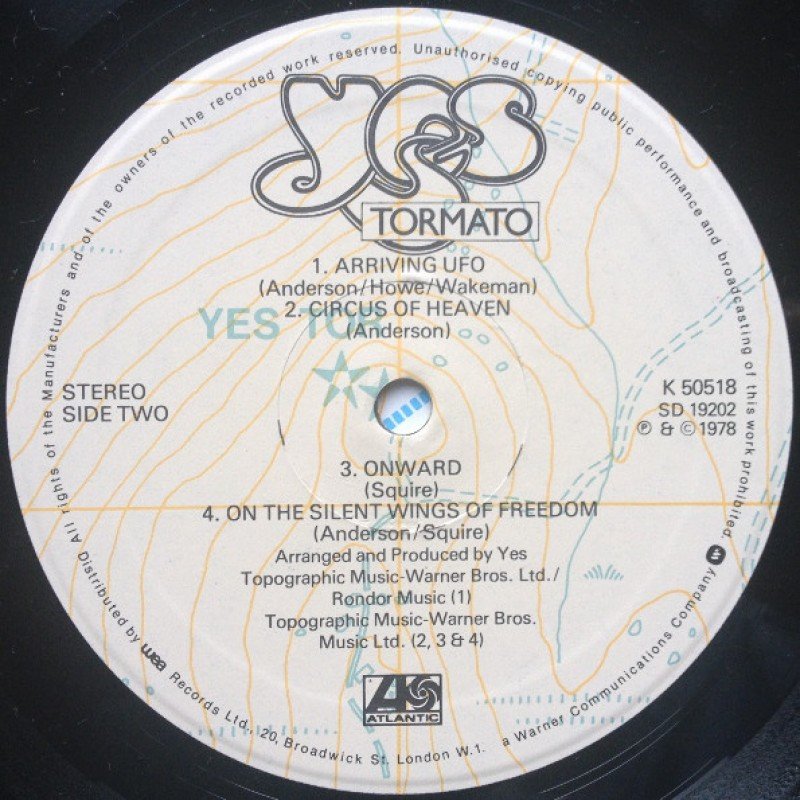 All rights of the Manufacturers and of the owners of the recorded work reserved. Unauthorised copying public performance and broadcasting of this work prohibited.
YES
TORMATO
1. ARRIVING UFO
(Anderson/Howe/Wakeman)
2. CIRCUS OF HEAVEN
(Anderson)
YES TOR
STEREO
SIDE TWO
K 50518
SD 19202
℗ & © 1978
3. ONWARD
(Squire)
4. ON THE SILENT WINGS OF FREEDOM
(Anderson/Squire)
Arranged and Produced by Yes
Topographic Music-Warner Bros. Ltd./
Rondor Music (1)
Topographic Music-Warner Bros.
Music Ltd. (2, 3 & 4)
ATLANTIC
Distributed by wea Records Ltd., 20, Broadwick St. London W.1. a Warner Communications Company